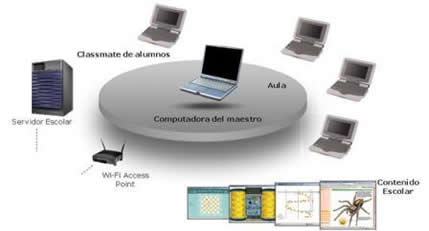 Classmate de alumnos
Aula
Computadora del maestro
Servidor Escolar
Wi-Fi Access
Point
Contenido
Escolar